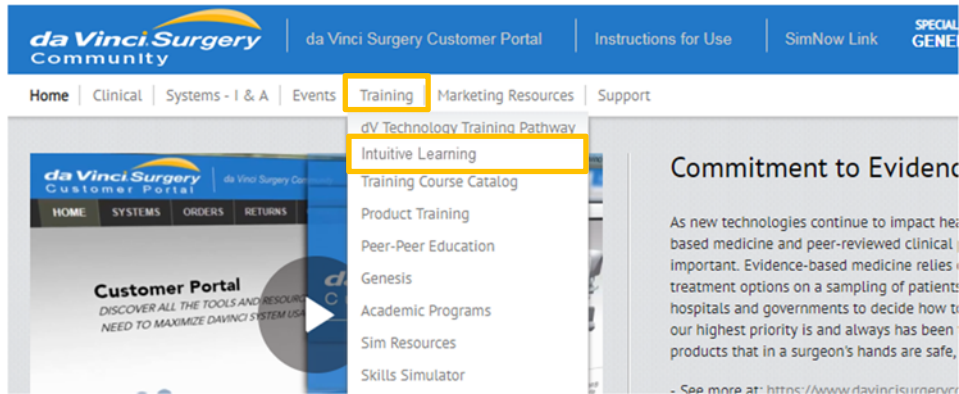 da Vinci Surgery
Community
da Vinci Surgery Customer Portal
Instructions for Use
SimNow Link
SPECIAL
GENE
Home
Clinical
Systems - I & A
Events
Training
Marketing Resources
Support
dV Technology Training Pathway
Intuitive Learning
Training Course Catalog
Product Training
Peer-Peer Education
Genesis
Academic Programs
Sim Resources
Skills Simulator
da Vinci Surgery
Customer Portal
da Vinci Surgery
HOME SYSTEMS ORDERS RETURNS
Customer Portal
DISCOVER ALL THE TOOLS AND RESOURC
NEED TO MAXIMIZE DAVINCI SYSTEM USA
Commitment to Evidenc
As new technologies continue to impact hea
based medicine and peer-reviewed clinical
important. Evidence-based medicine relies
treatment options on a sampling of patients
hospitals and governments to decide how to
our highest priority is and always has been
products that in a surgeon's hands are safe,
- See more at: https://www.davincisurgeryco